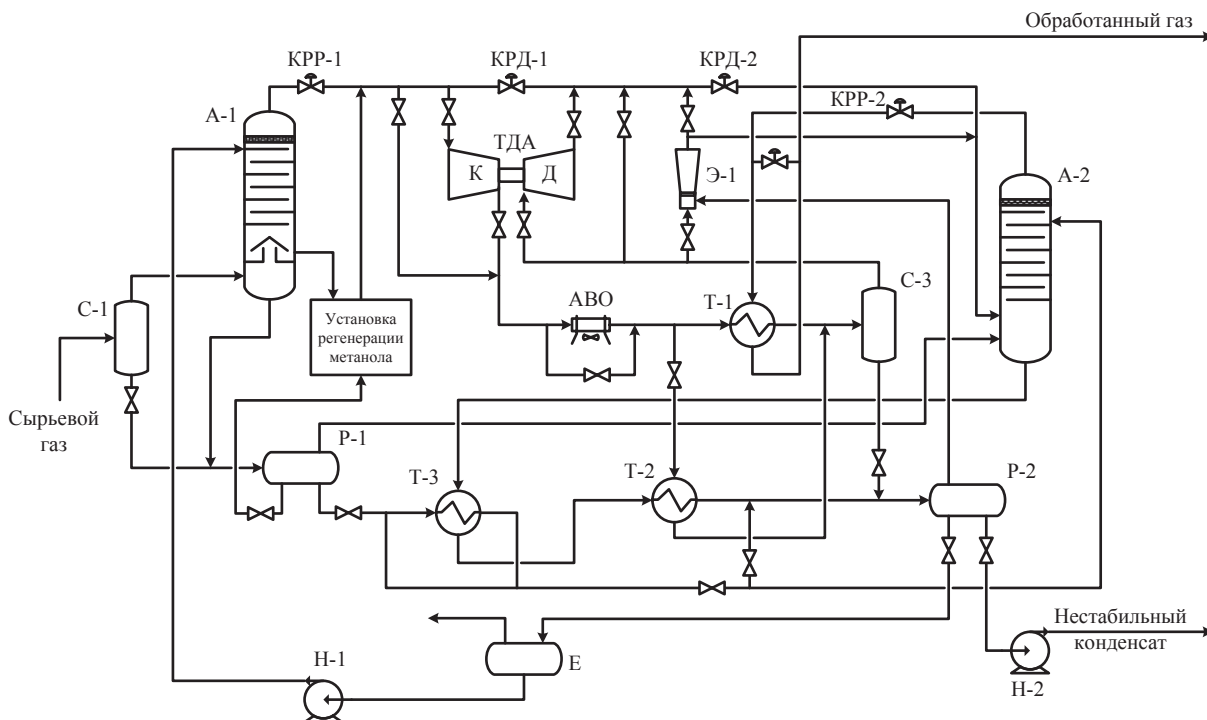 Обработанный газ
КРР-1
КРД-1
КРД-2
КРР-2
А-1
ТДА
К
Д
Э-1
А-2
С-1
АВО
Т-1
С-3
Установка
регенерации
метанола
Сырьевой
газ
Р-1
Т-3
Т-2
Р-2
Е
Н-1
Нестабильный
конденсат
Н-2